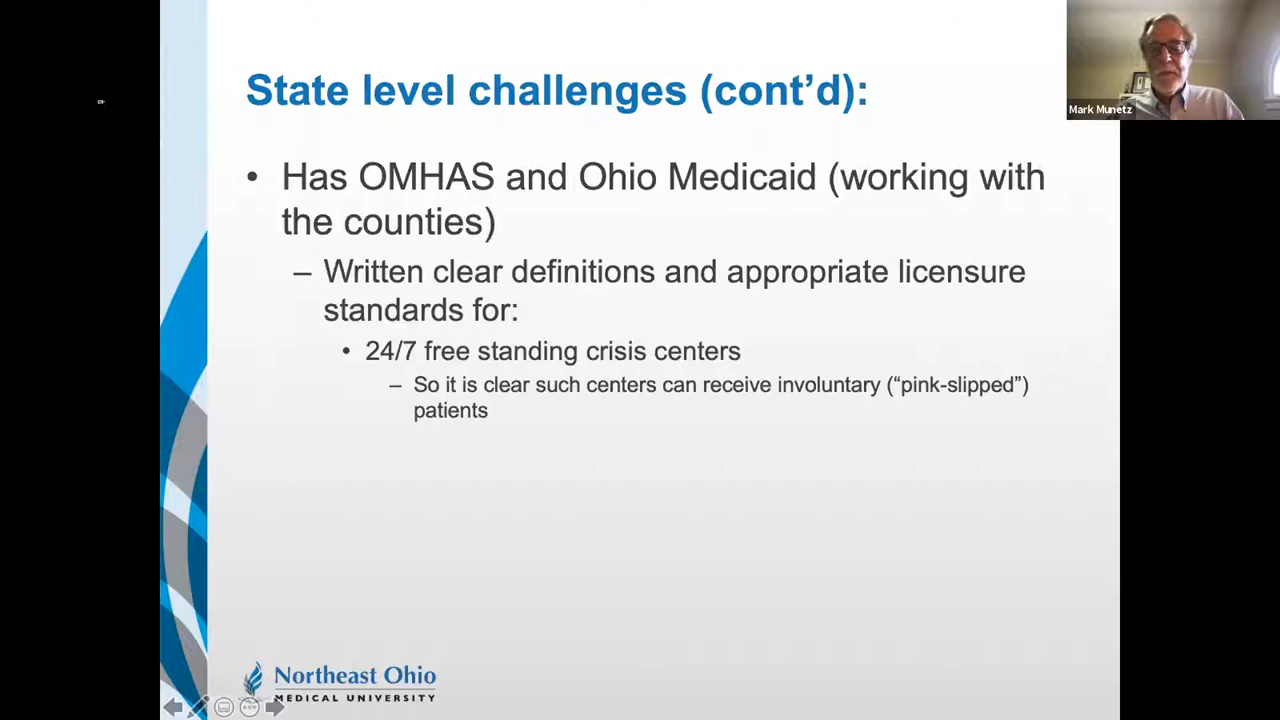 State level challenges (cont’d):
Mark Munetz
• Has OMHAS and Ohio Medicaid (working with
the counties)
– Written clear definitions and appropriate licensure
standards for:
• 24/7 free standing crisis centers
– So it is clear such centers can receive involuntary (“pink-slipped”)
patients
Northeast Ohio
MEDICAL UNIVERSITY